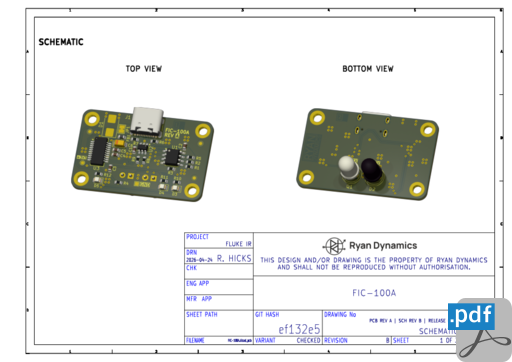 SCHEMATIC
TOP VIEW
BOTTOM VIEW
FIC-100A
REV
PROJECT
FLUKE IR
DRN
2026-04-24 R. HICKS
CHK
ENG APP
MFR APP
SHEET PATH
FILENAME
Ryan Dynamics
THIS DESIGN AND/OR DRAWING IS THE PROPERTY OF RYAN DYNAMICS
AND SHALL NOT BE REPRODUCED WITHOUT AUTHORISATION.
FIC-100A
GIT HASH
ef132e5
DRAWING No
PCB REV A | SCH REV B | RELEASE
SCHEMATIC
VARIANT CHECKED REVISION B SHEET 1 OF
.pdf